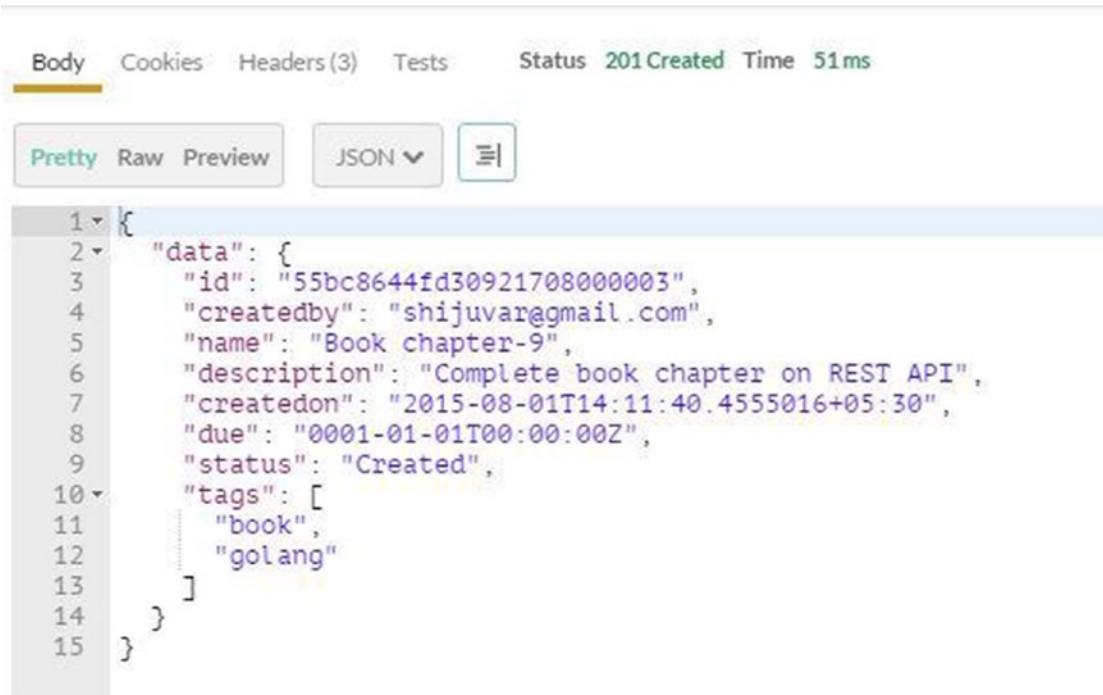 Body Cookies Headers (3) Tests Status 201 Created Time 51 ms
Pretty Raw Preview JSON
1 {
2 "data": {
3 "id": "55bc8644fd30921708000003",
4 "createdby": "shijuvar@gmail.com",
5 "name": "Book chapter-9",
6 "description": "Complete book chapter on REST API",
7 "createdon": "2015-08-01T14:11:40.4555016+05:30",
8 "due": "0001-01-01T00:00:00Z",
9 "status": "Created",
10 "tags": [
11 "book",
12 "golang"
13 ]
14 }
15 }